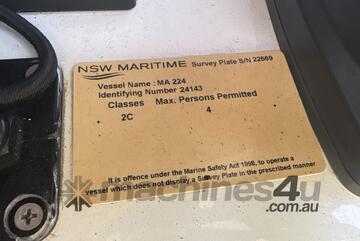 NSW MARITIME Survey Plate S/N 22669
Vessel Name : MA 224
Identifying Number 24143
Classes Max. Persons Permitted
2C 4
It is offence under the Marine Safety Act 1998, to operate a
vessel which does not display a Survey Plate in the prescribed manner
machines4u
.com.au